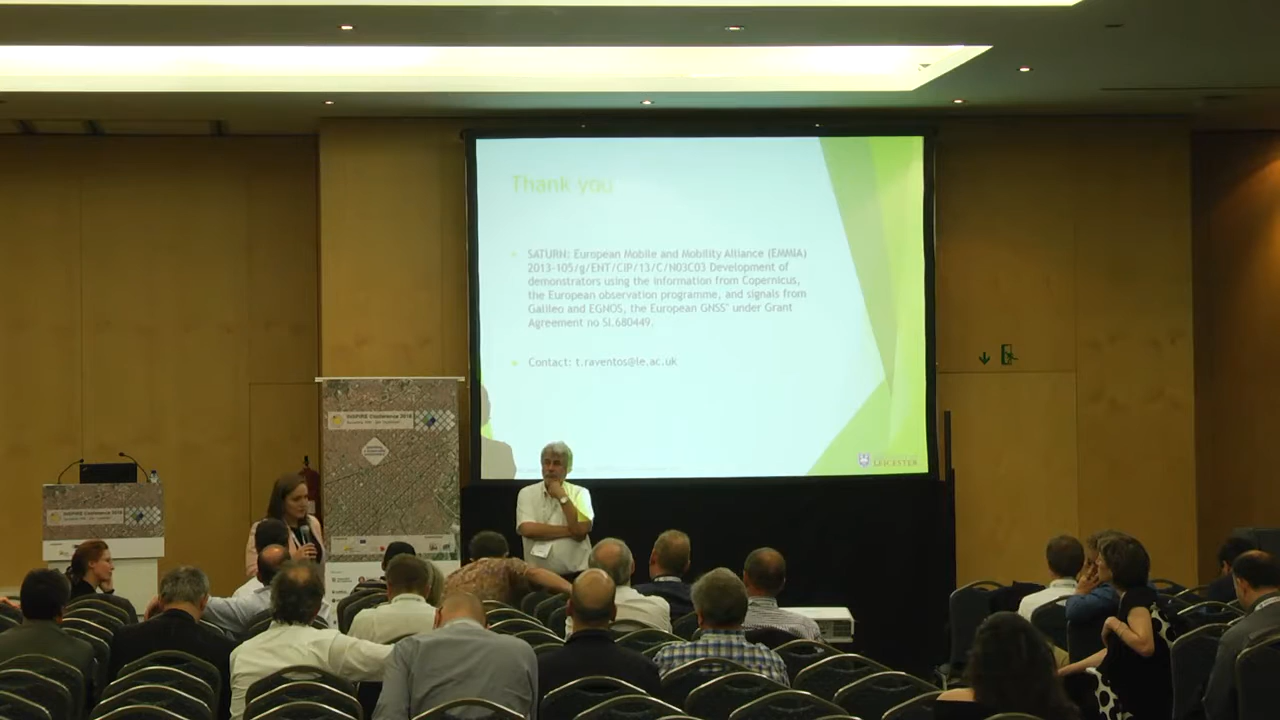 Thank you
SATURN: European Mobile and Mobility Alliance (EMMIA)
2013-105/g/ENT/CIP/13/C/N03C03 Development of
demonstrators using the information from Copernicus,
the European observation programme, and signals from
Galileo and EGNOS, the European GNSS" under Grant
Agreement no SI.680449.
Contact: t.raventos@le.ac.uk
LEICESTER
INSPIRE Conference 2016
INSPIRE Conference 2016